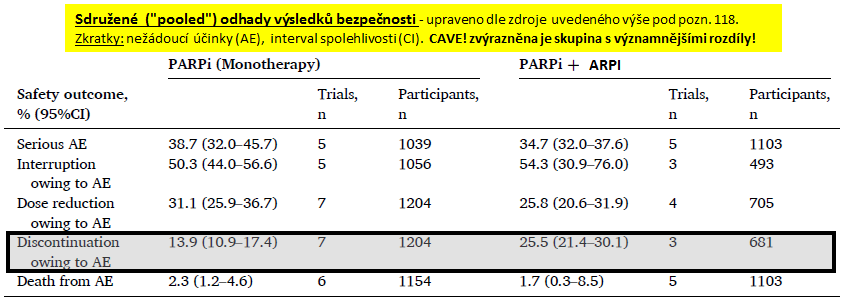 Sdružené ("pooled") odhady výsledků bezpečnosti - upraveno dle zdroje uvedeného výše pod pozn. 118.
Zkratky: nežádoucí účinky (AE), interval spolehlivosti (CI). CAVE! zvýrazněna je skupina s významnějšími rozdíly!
PARPi (Monotherapy) PARPi + ARPI
Safety outcome, Trials, Participants, Trials, Participants,
% (95%CI) n n n n
Serious AE 38.7 (32.0–45.7) 5 1039 34.7 (32.0–37.6) 5 1103
Interruption 50.3 (44.0–56.6) 5 1056 54.3 (30.9–76.0) 3 493
owing to AE
Dose reduction 31.1 (25.9–36.7) 7 1204 25.8 (20.6–31.9) 4 705
owing to AE
Discontinuation 13.9 (10.9–17.4) 7 1204 25.5 (21.4–30.1) 3 681
owing to AE
Death from AE 2.3 (1.2–4.6) 6 1154 1.7 (0.3–8.5) 5 1103